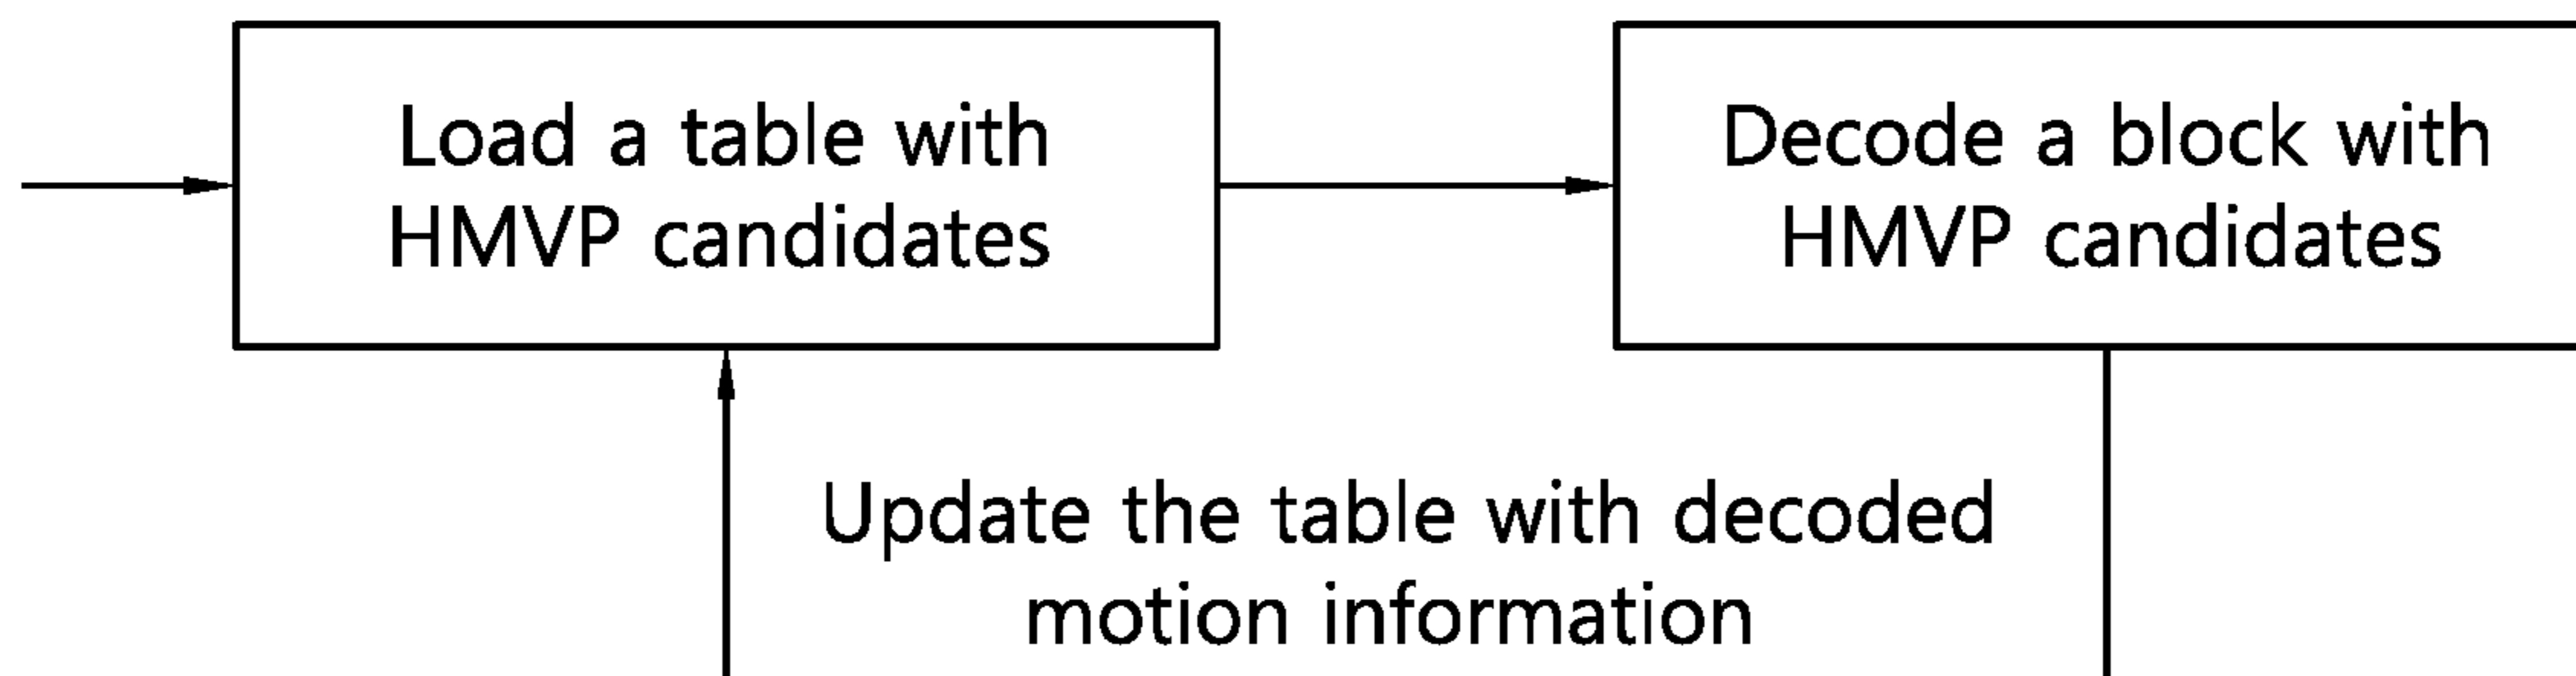 Load a table with
HMVP candidates
Decode a block with
HMVP candidates
Update the table with decoded
motion information